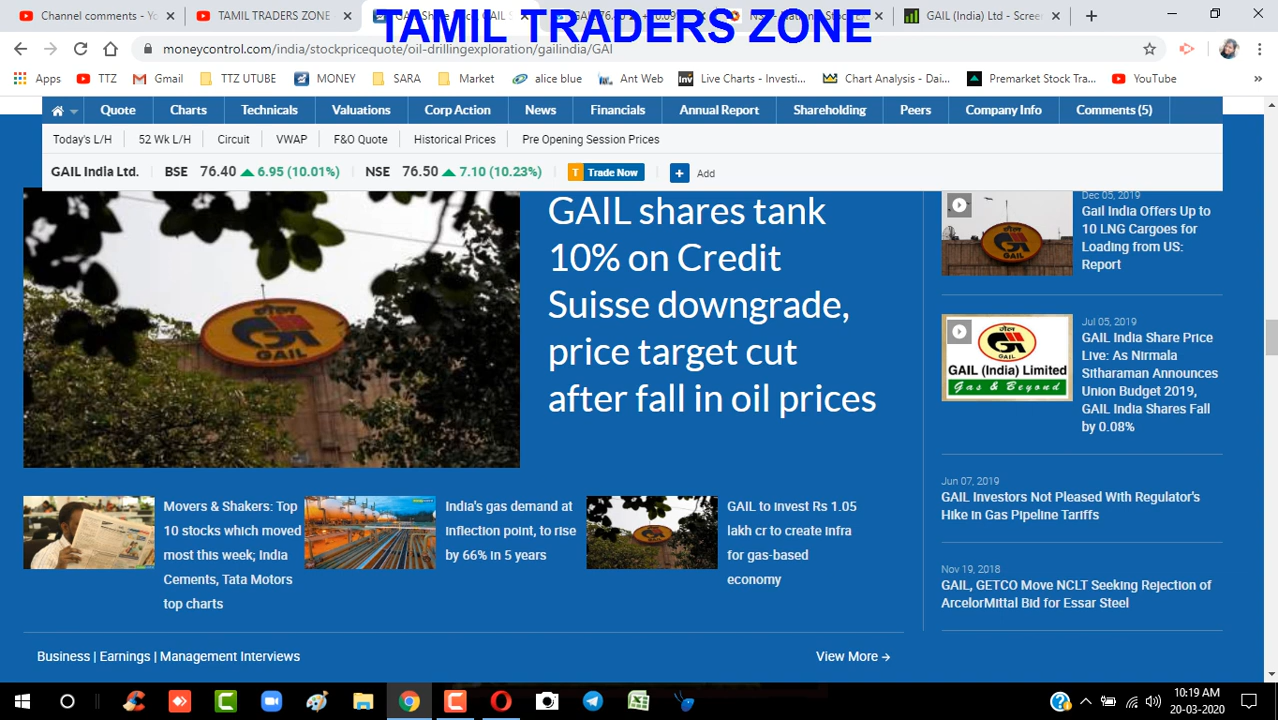 Channel comments - Yo
TAMIL TRADERS ZONE
GAIL (India) Ltd - Screen
TAMIL TRADERS ZONE
moneycontrol.com/india/stockpricequote/oil-drillingexploration/gailindia/GAI
Apps TTZ Gmail TTZ UTUBE MONEY SARA Market alice blue Ant Web Live Charts - Investi... Chart Analysis - Dai... Premarket Stock Tra... YouTube
Quote Charts Technicals Valuations Corp Action News Financials Annual Report Shareholding Peers Company Info Comments (5)
Today's L/H 52 Wk L/H Circuit VWAP F&O Quote Historical Prices Pre Opening Session Prices
GAIL India Ltd. BSE 76.40 6.95 (10.01%) NSE 76.50 7.10 (10.23%) T Trade Now + Add
GAIL shares tank
10% on Credit
Suisse downgrade,
price target cut
after fall in oil prices
Dec 05, 2019
Gail India Offers Up to
10 LNG Cargoes for
Loading from US:
Report
Jul 05, 2019
GAIL India Share Price
Live: As Nirmala
Sitharaman Announces
Union Budget 2019,
GAIL India Shares Fall
by 0.08%
GAIL (India) Limited
Gas & Beyond
Jun 07, 2019
GAIL Investors Not Pleased With Regulator's
Hike in Gas Pipeline Tariffs
Nov 19, 2018
GAIL, GETCO Move NCLT Seeking Rejection of
ArcelorMittal Bid for Essar Steel
GAIL
Movers & Shakers: Top
10 stocks which moved
most this week; India
Cements, Tata Motors
top charts
India's gas demand at
inflection point, to rise
by 66% in 5 years
GAIL to invest Rs 1.05
lakh cr to create infra
for gas-based
economy
Business | Earnings | Management Interviews
View More →
10:19 AM
20-03-2020